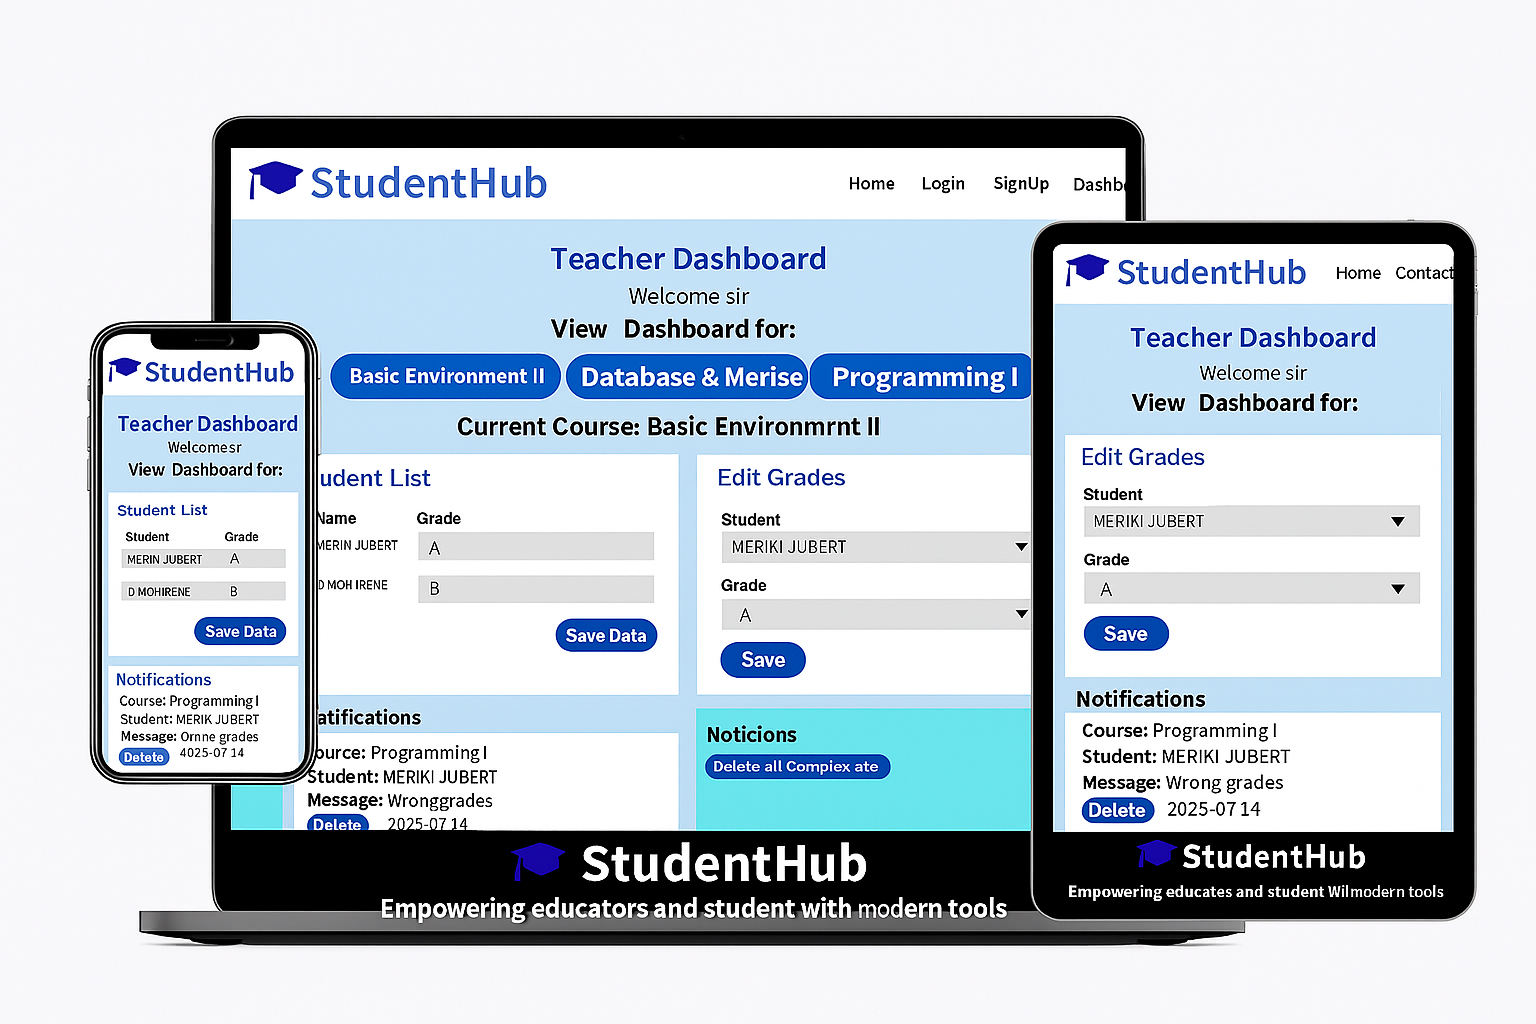 StudentHub
Home Login SignUp Dashbo
Teacher Dashboard
Welcome sir
View Dashboard for:
Basic Environment II
Database & Merise
Programming I
Current Course: Basic Environmrnt II
udent List
Name Grade
MERIN JUBERT A
D MOH IRENE B
Save Data
Edit Grades
Student
MERIKI JUBERT
Grade
A
Save
atifications
ource: Programming I
Student: MERIKI JUBERT
Message: Wronggrades
Delete 2025-07 14
Noticions
Delete all Compiex ate
StudentHub
Empowering educators and student with modern tools
StudentHub
Teacher Dashboard
Welcome sr
View Dashboard for:
Student List
Student Grade
MERIN JUBERT A
D MOHIRENE B
Save Data
Notifications
Course: Programming I
Student: MERIK JUBERT
Message: Ornne grades
Detete 4025-07 14
StudentHub
Home Contact
Teacher Dashboard
Welcome sir
View Dashboard for:
Edit Grades
Student
MERIKI JUBERT
Grade
A
Save
Notifications
Course: Programming I
Student: MERIKI JUBERT
Message: Wrong grades
Delete 2025-07 14
StudentHub
Empowering educates and student Wilmodern tools